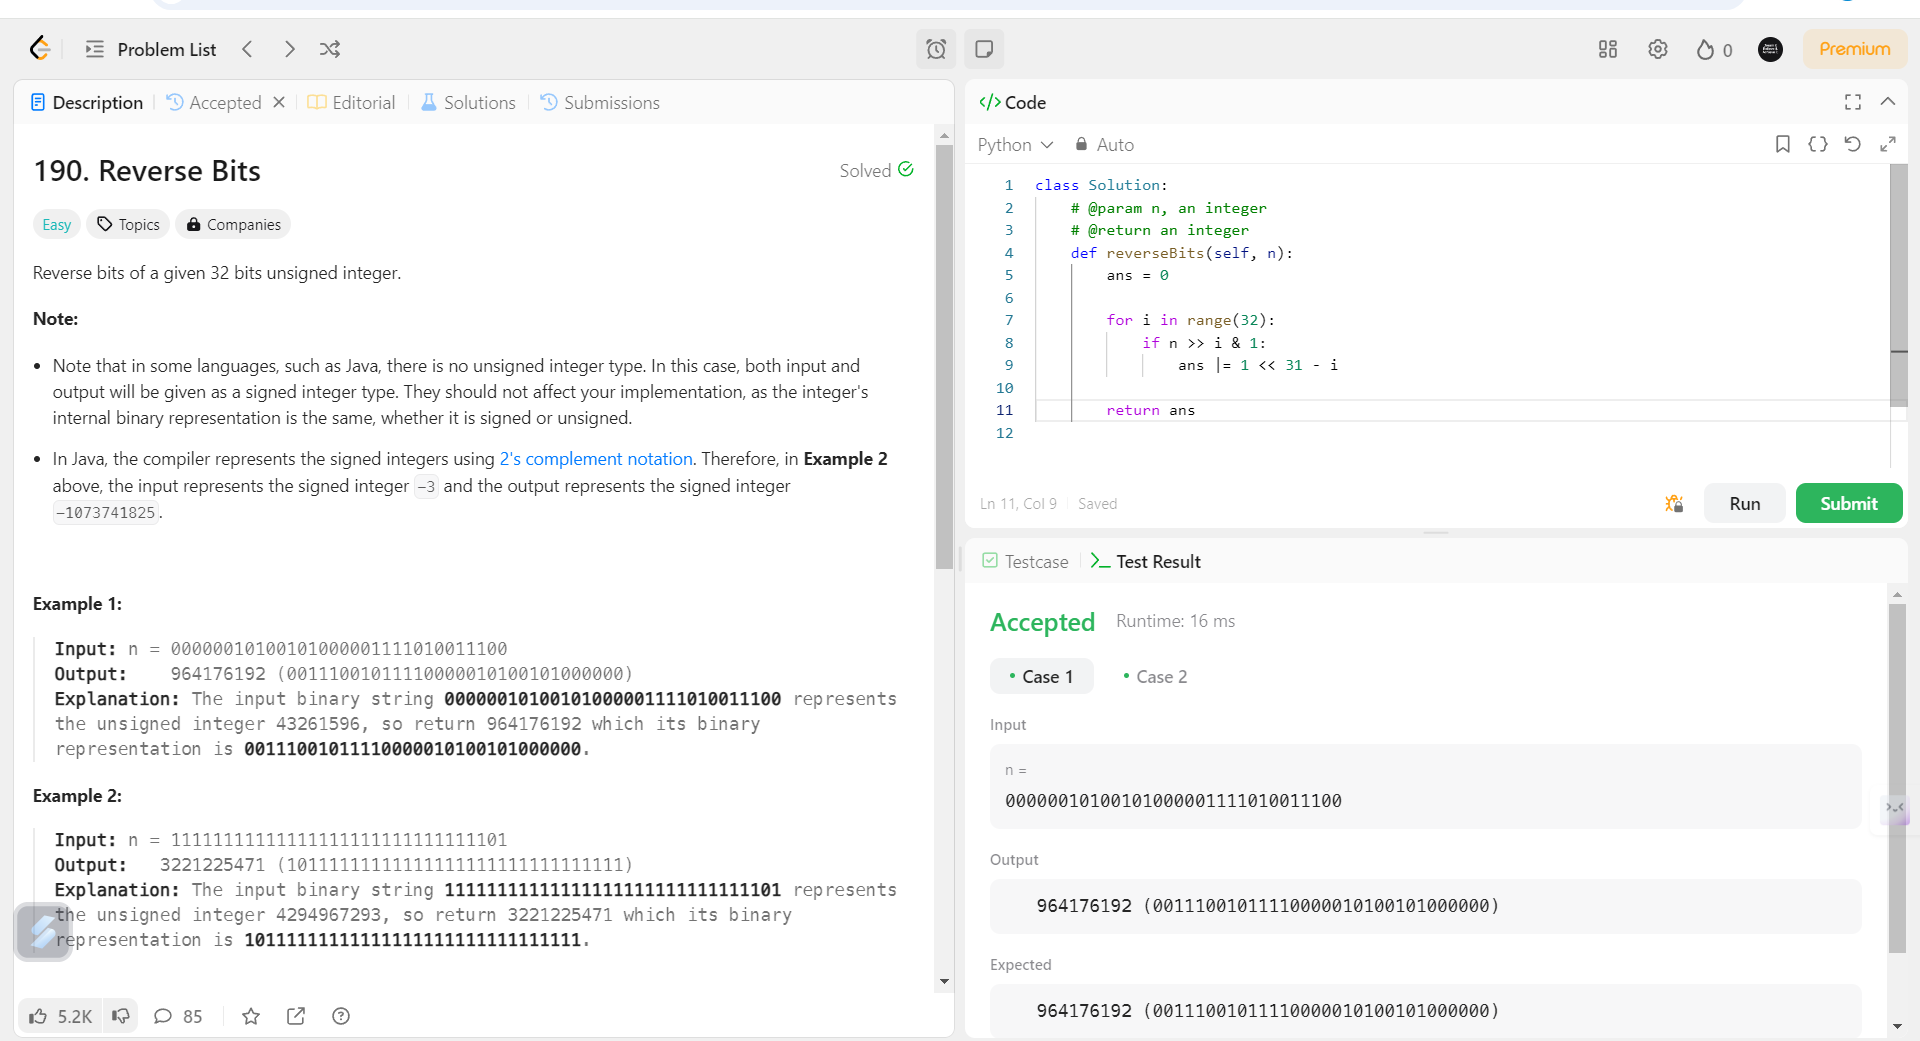 Problem List
0
Premium
Description
Accepted
Editorial
Solutions
Submissions
190. Reverse Bits
Solved
Easy
Topics
Companies
Reverse bits of a given 32 bits unsigned integer.
Note:
• Note that in some languages, such as Java, there is no unsigned integer type. In this case, both input and
output will be given as a signed integer type. They should not affect your implementation, as the integer's
internal binary representation is the same, whether it is signed or unsigned.
• In Java, the compiler represents the signed integers using 2's complement notation. Therefore, in Example 2
above, the input represents the signed integer -3 and the output represents the signed integer
-1073741825.
Example 1:
Input: n = 00000010100101000001111010011100
Output:    964176192 (00111001011110000010100101000000)
Explanation: The input binary string 00000010100101000001111010011100 represents
the unsigned integer 43261596, so return 964176192 which its binary
representation is 00111001011110000010100101000000.
Example 2:
Input: n = 11111111111111111111111111111101
Output:   3221225471 (10111111111111111111111111111111)
Explanation: The input binary string 11111111111111111111111111111101 represents
the unsigned integer 4294967293, so return 3221225471 which its binary
representation is 10111111111111111111111111111111.
5.2K
85
</> Code
Python
Auto
1 class Solution:
2     # @param n, an integer
3     # @return an integer
4     def reverseBits(self, n):
5         ans = 0
6
7         for i in range(32):
8             if n >> i & 1:
9                 ans |= 1 << 31 - i
10
11         return ans
12
Ln 11, Col 9
Saved
Run
Submit
Testcase
Test Result
Accepted
Runtime: 16 ms
• Case 1
• Case 2
Input
n =
00000010100101000001111010011100
Output
964176192 (00111001011110000010100101000000)
Expected
964176192 (00111001011110000010100101000000)